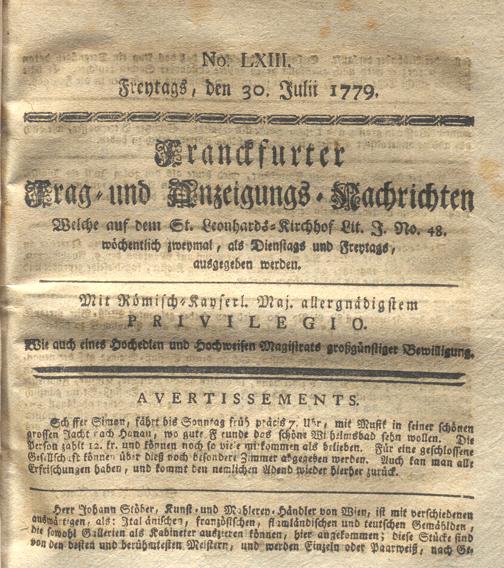 No. LXIII.
Freytags, den 30. Julii 1779.
Franckfurter
Frag- und Anzeigungs-Nachrichten
Welche auf dem St. Leonhards-Kirchhof Lit. J. No. 48,
wöchentlich zweymal, als Dienstags und Freytags,
ausgegeben werden.
Mit Römisch-Kayserl. Maj. allergnädigstem
PRIVILEGIO.
Wie auch eines Hochedlen und Hochweisen Magistrats großgünstiger Bewilligung.
AVERTISSEMENTS.
Schiffer Simon, fährt bis Sonntag früh präcis 7. Uhr, mit Musik in seiner schönen
grossen Jacht nach Hanau, wo gute Freunde das schöne Wilhelmsbad sehn wollen. Die
Person zahlt 12. kr. und können noch so viele mitkommen als belieben. Für eine geschlossene
Gesellschaft können über dieß noch besondere Zimmer abgegeben werden. Auch kan man alle
Erfrischungen haben, und kommt den nemlichen Abend wieder hierher zurück.
Herr Johann Stöber, Kunst- und Mahlerey-Händler von Wien, ist mit verschiedenen
auswärtigen, als: Italiänischen, französischen, flamländischen und teutschen Gemählden,
die sowohl Gallerien als Kabineter auszieren können, hier angekommen; diese Stücke sind
von den besten und berühmtesten Meistern, und werden Einzeln oder Paarweiß, nach Ge-